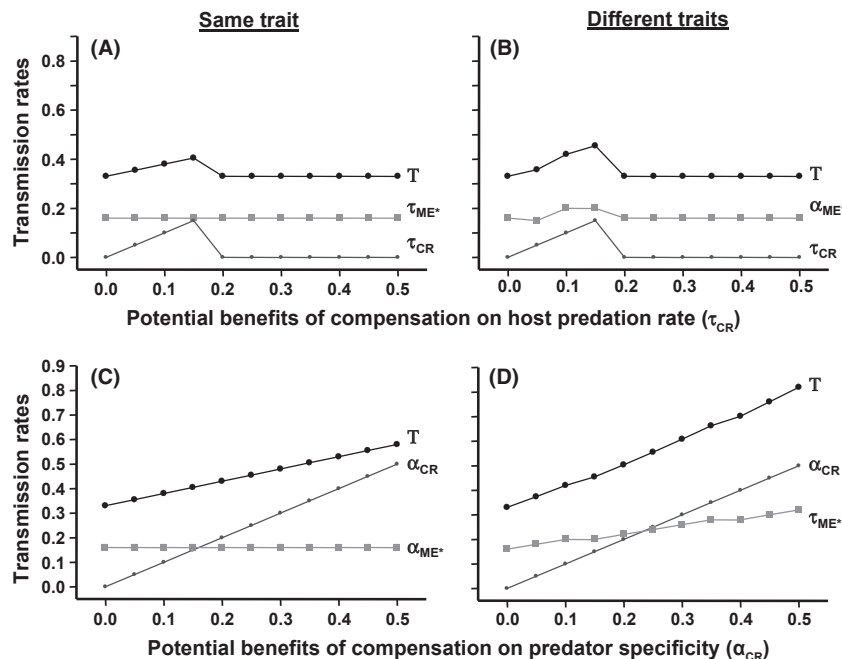 Same trait
Different traits
(A)
(B)
Transmission rates
0.8
0.6
0.4
0.2
0.0
T
τME*
τCR
T
αME*
τCR
0.0 0.1 0.2 0.3 0.4 0.5
0.0 0.1 0.2 0.3 0.4 0.5
Potential benefits of compensation on host predation rate (τCR)
(C)
(D)
Transmission rates
0.9
0.8
0.7
0.6
0.5
0.4
0.3
0.2
0.1
0.0
T
αCR
αME*
T
αCR
τME*
0.0 0.1 0.2 0.3 0.4 0.5
0.0 0.1 0.2 0.3 0.4 0.5
Potential benefits of compensation on predator specificity (αCR)